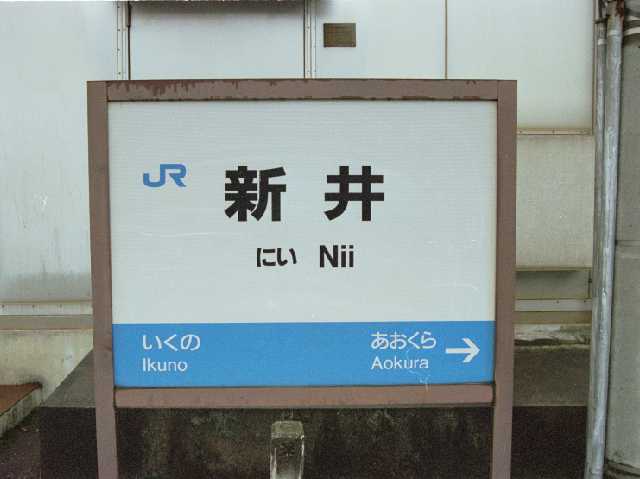 JR 新井
にい Nii
いくの あおくら →
Ikuno Aokura